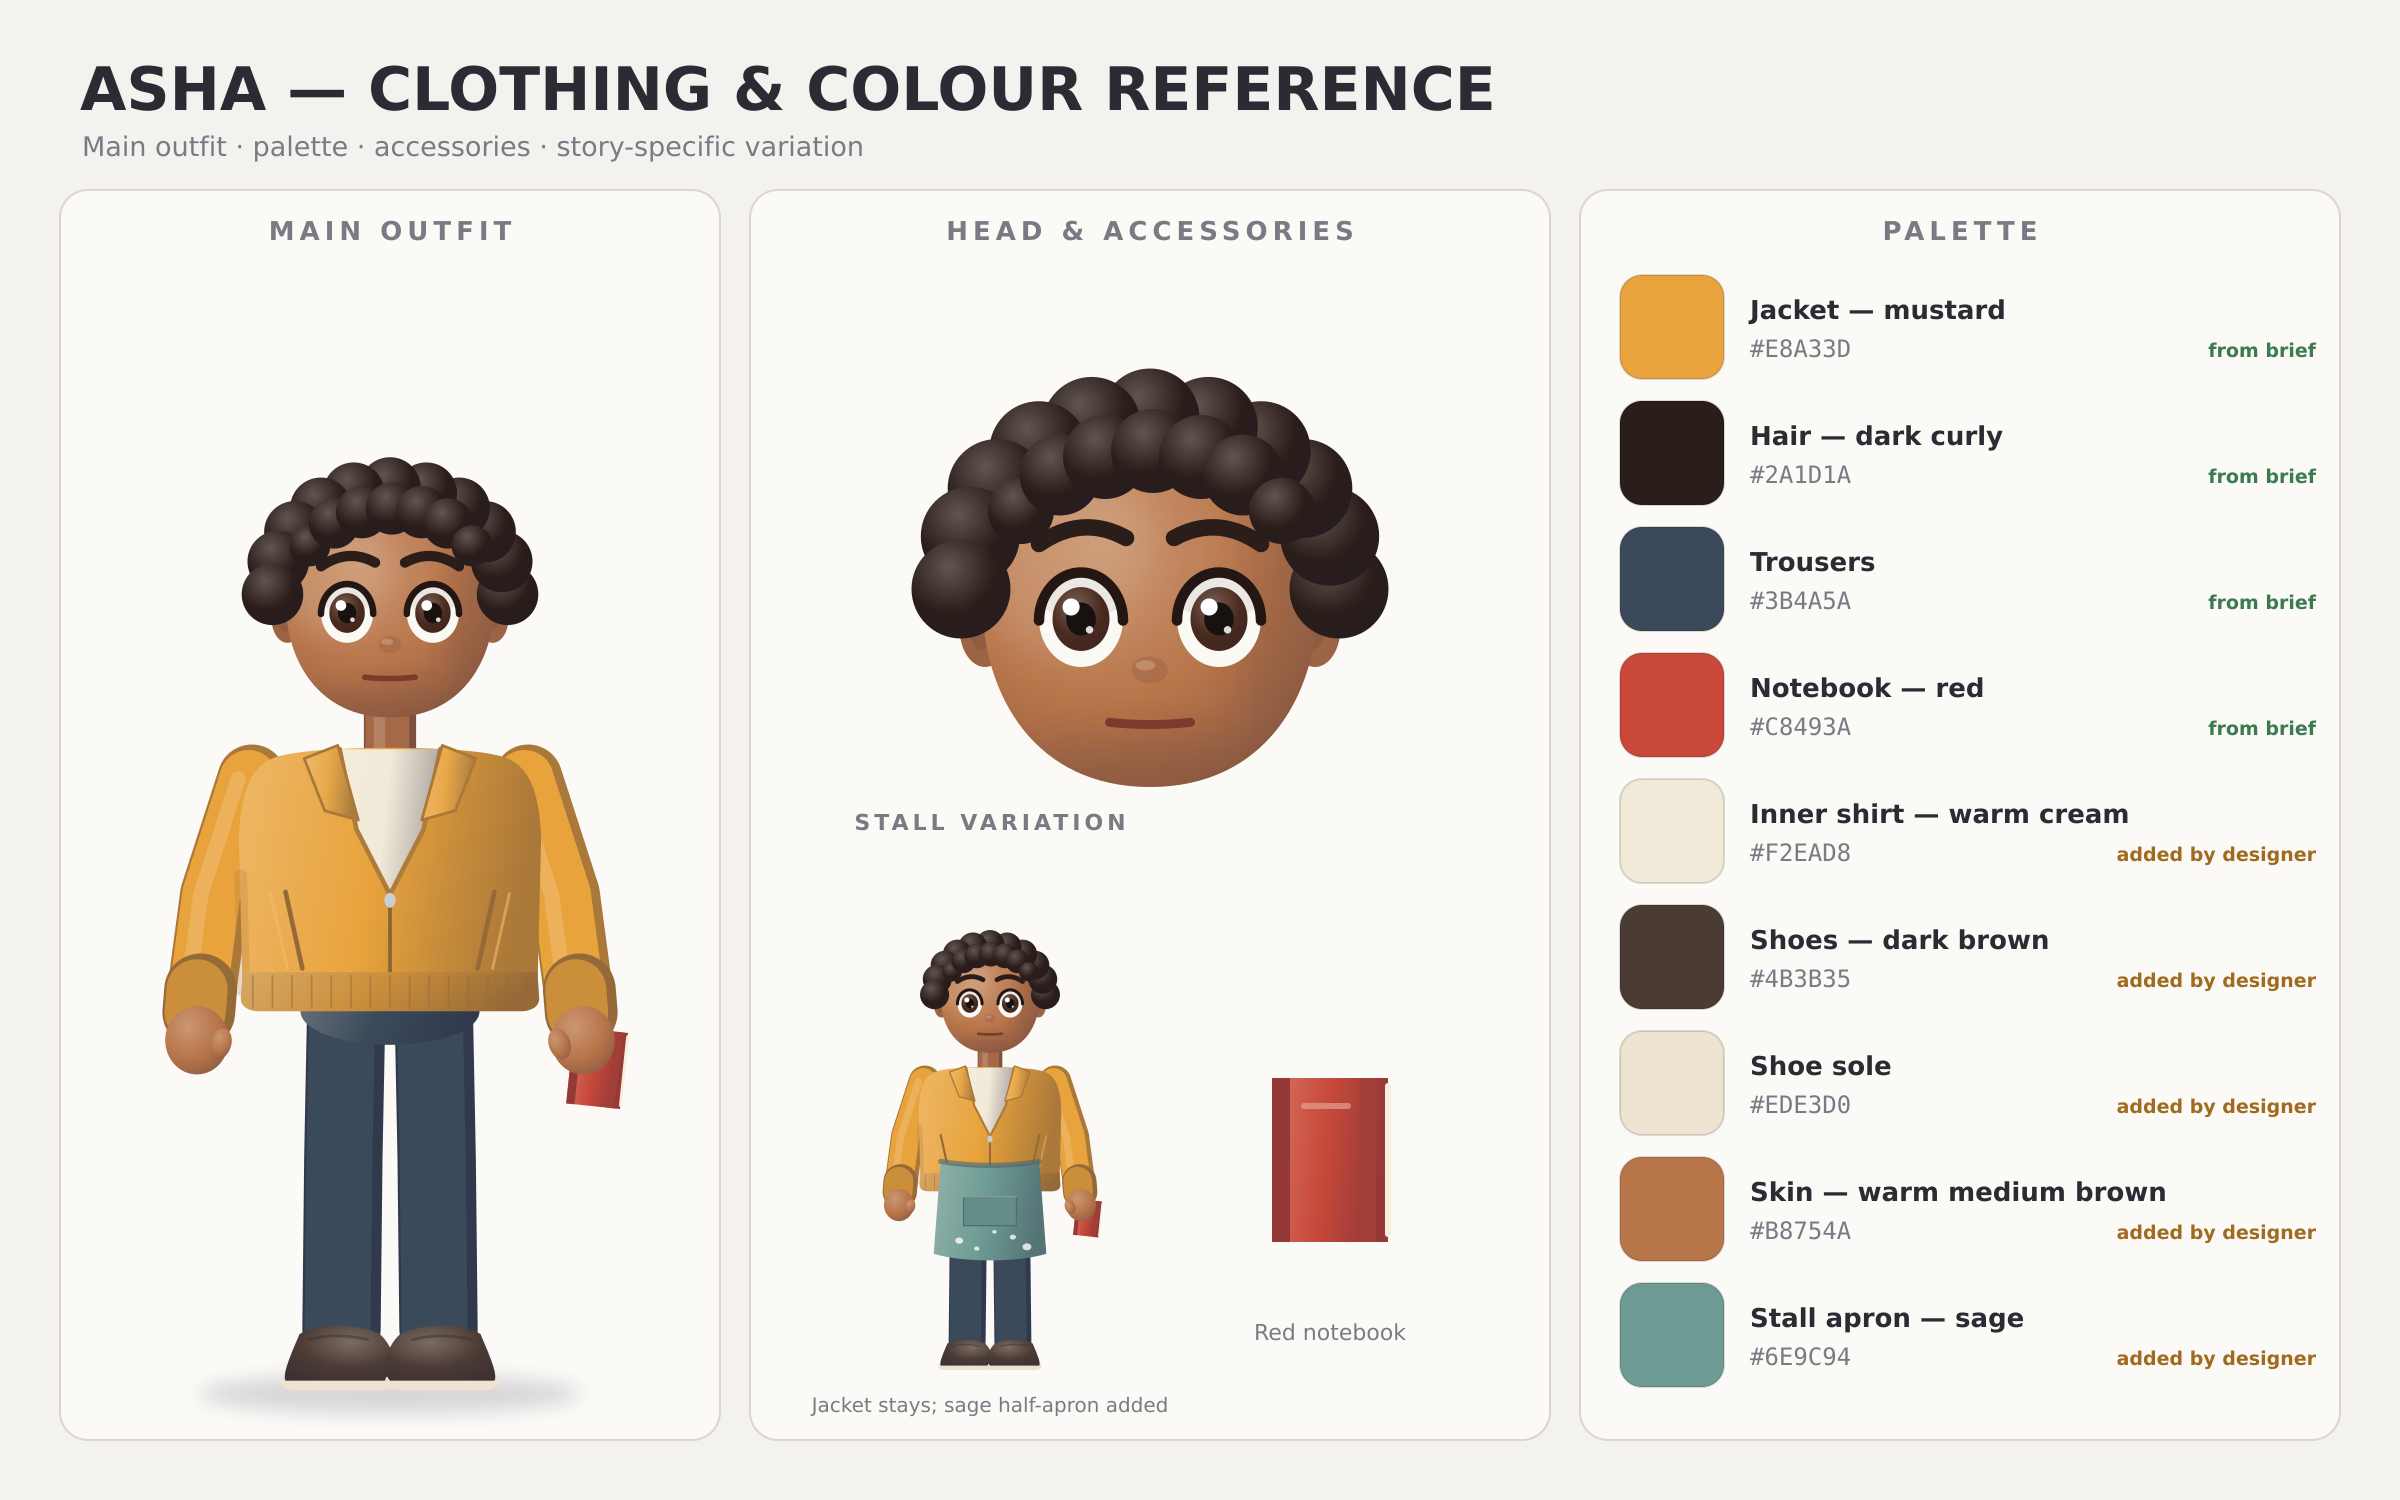 ASHA — CLOTHING & COLOUR REFERENCE
Main outfit · palette · accessories · story-specific variation
MAIN OUTFIT
HEAD & ACCESSORIES
STALL VARIATION
Red notebook
Jacket stays; sage half-apron added
PALETTE
Jacket — mustard
#E8A33D from brief
Hair — dark curly
#2A1D1A from brief
Trousers
#3B4A5A from brief
Notebook — red
#C8493A from brief
Inner shirt — warm cream
#F2EAD8 added by designer
Shoes — dark brown
#4B3B35 added by designer
Shoe sole
#EDE3D0 added by designer
Skin — warm medium brown
#B8754A added by designer
Stall apron — sage
#6E9C94 added by designer